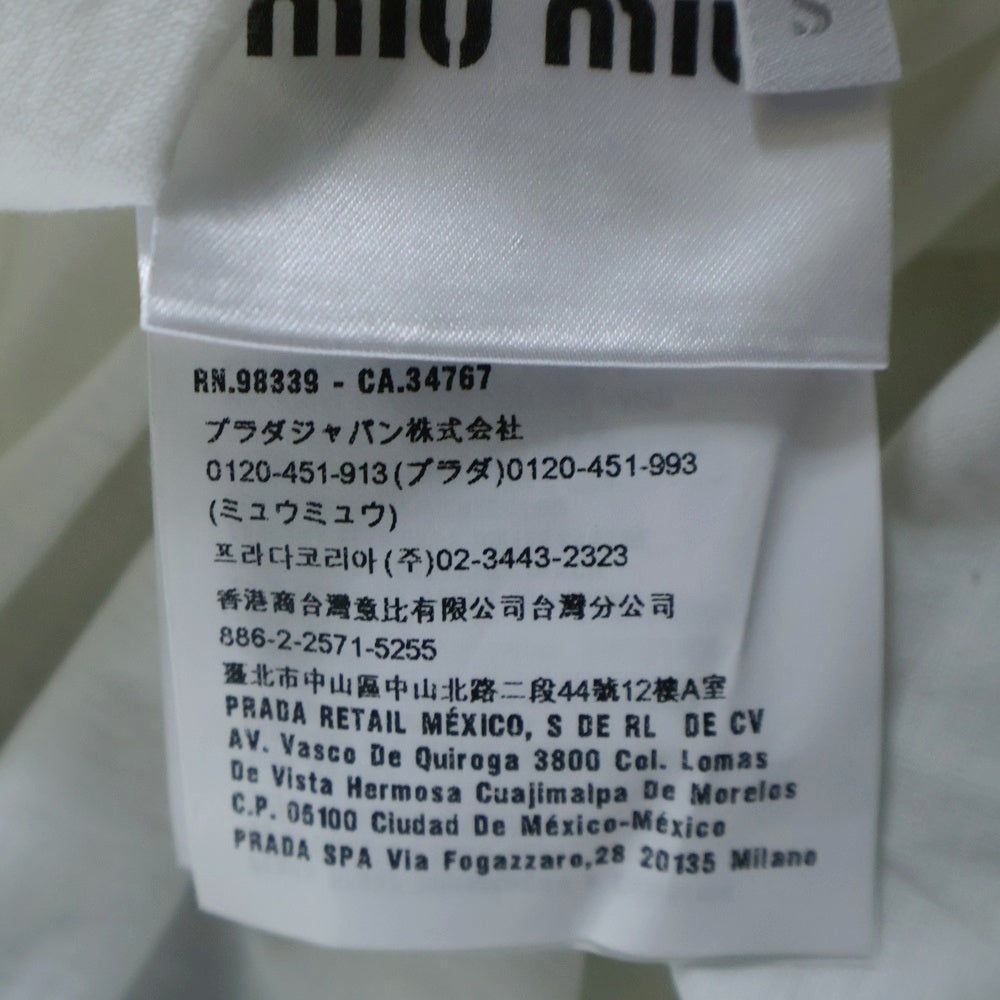 miu miu
S
RN.98339 - CA.34767
プラダジャパン株式会社
0120-451-913(プラダ)0120-451-993
(ミュウミュウ)
프라다코리아(주)02-3443-2323
香港商台灣意比有限公司台灣分公司
886-2-2571-5255
臺北市中山區中山北路二段44號12樓A室
PRADA RETAIL MÉXICO, S DE RL DE CV
AV. Vasco De Quiroga 3800 Col. Lomas
De Vista Hermosa Cuajimalpa De Morelos
C.P. 05100 Ciudad De México-México
PRADA SPA Via Fogazzaro,28 20135 Milano